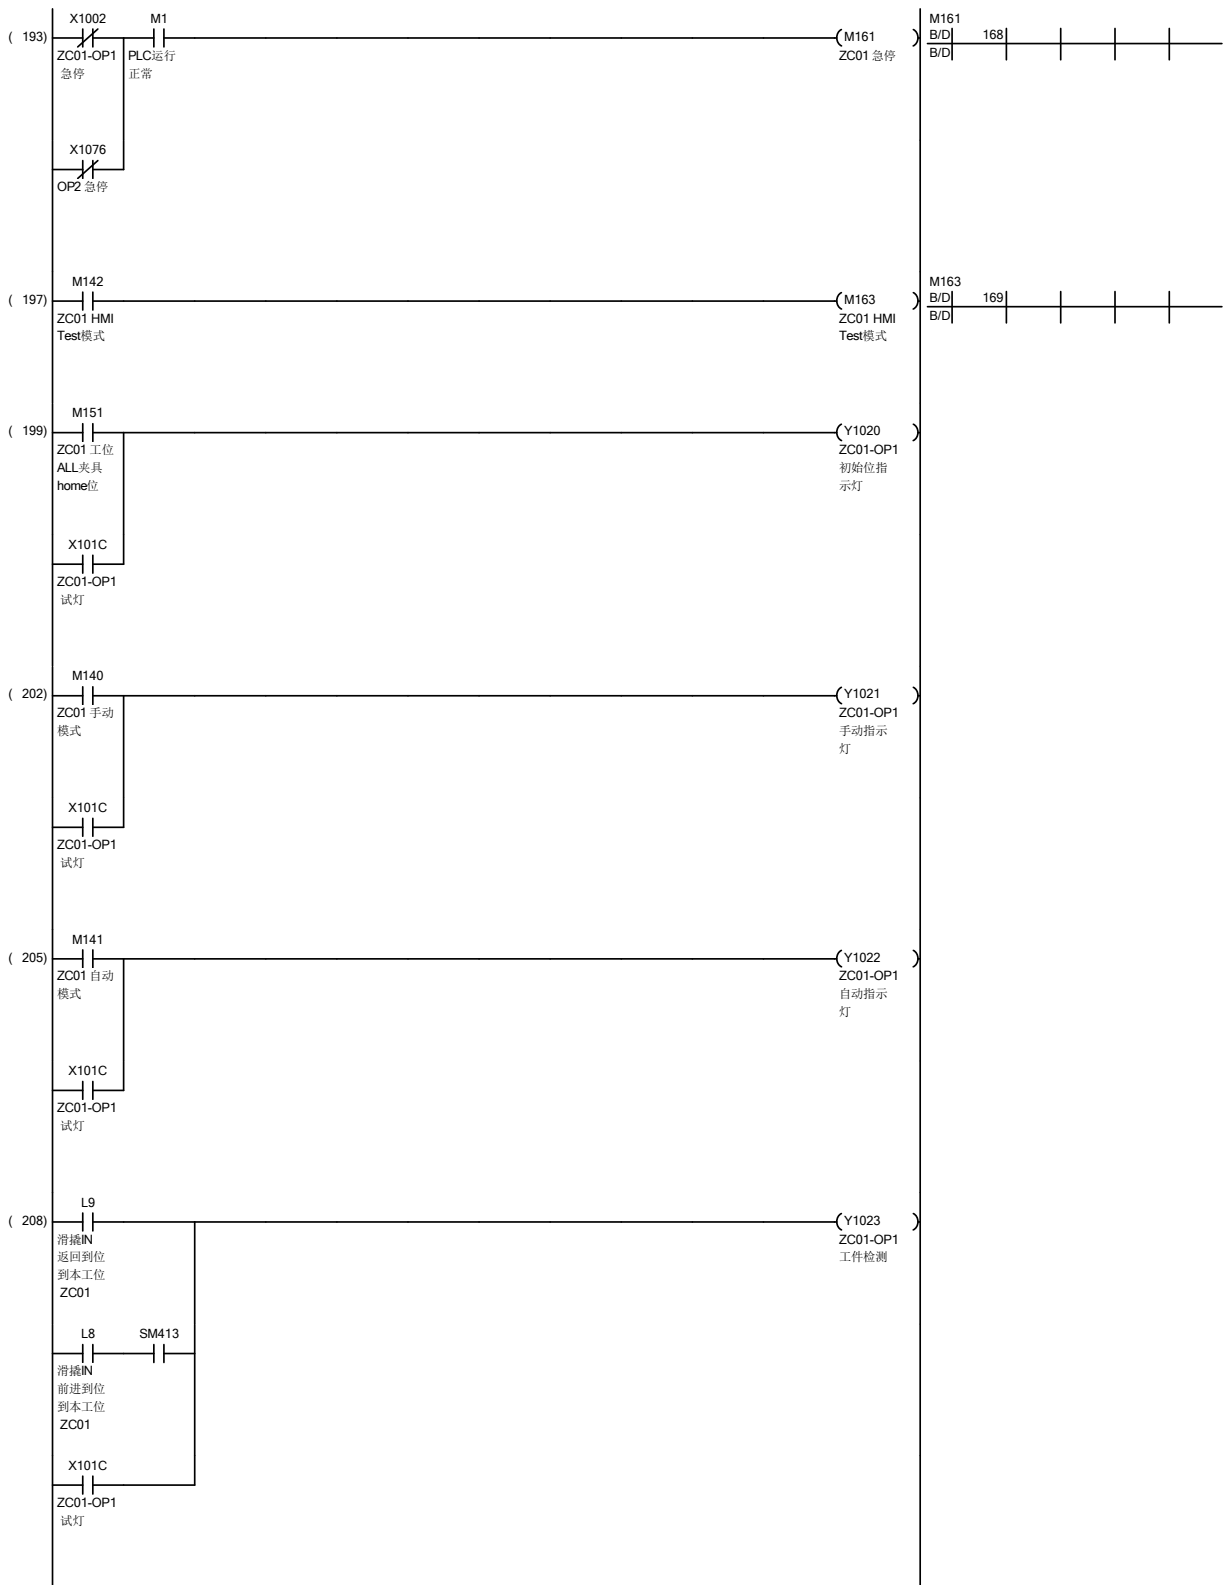 X1002 M1 M161
( 193) M161 B/D 168
ZC01-OP1 PLC运行 ZC01 急停 B/D
急停 正常
X1076
OP2 急停
M142 M163
( 197) M163 B/D 169
ZC01 HMI ZC01 HMI B/D
Test模式 Test模式
M151
( 199) Y1020
ZC01 工位 ZC01-OP1
ALL夹具 初始位指
home位 示灯
X101C
ZC01-OP1
试灯
M140
( 202) Y1021
ZC01 手动 ZC01-OP1
模式 手动指示
灯
X101C
ZC01-OP1
试灯
M141
( 205) Y1022
ZC01 自动 ZC01-OP1
模式 自动指示
灯
X101C
ZC01-OP1
试灯
L9
( 208) Y1023
滑撬IN ZC01-OP1
返回到位 工件检测
到本工位
ZC01
L8 SM413
滑撬IN
前进到位
到本工位
ZC01
X101C
ZC01-OP1
试灯